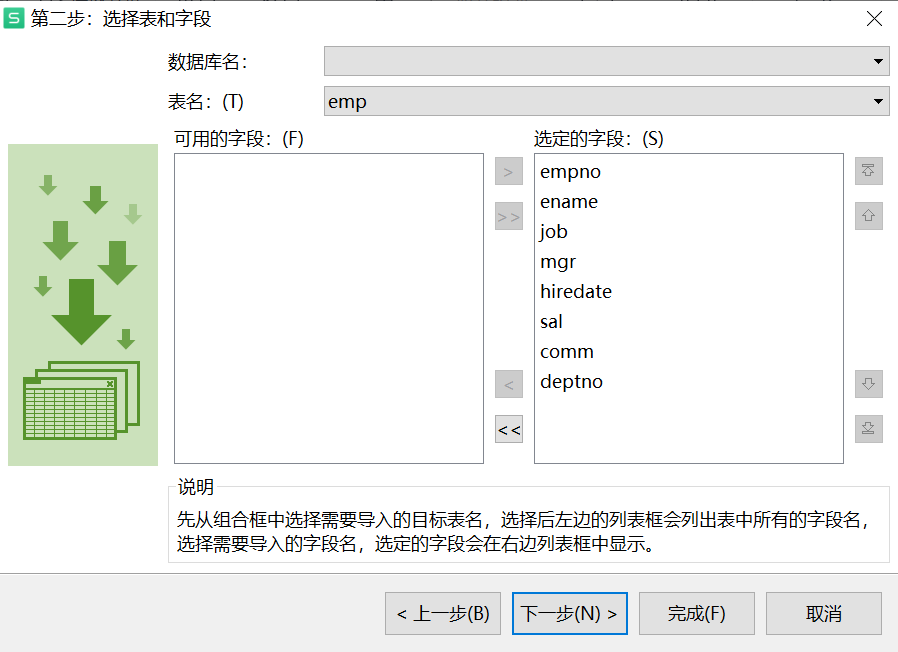 S 第二步：选择表和字段
数据库名：
表名：(T) emp
可用的字段：(F) 选定的字段：(S)
> empno
>> ename
job
mgr
hiredate
sal
comm
< deptno
<<
说明
先从组合框中选择需要导入的目标表名，选择后左边的列表框会列出表中所有的字段名，
选择需要导入的字段名，选定的字段会在右边列表框中显示。
< 上一步(B) 下一步(N) > 完成(F) 取消